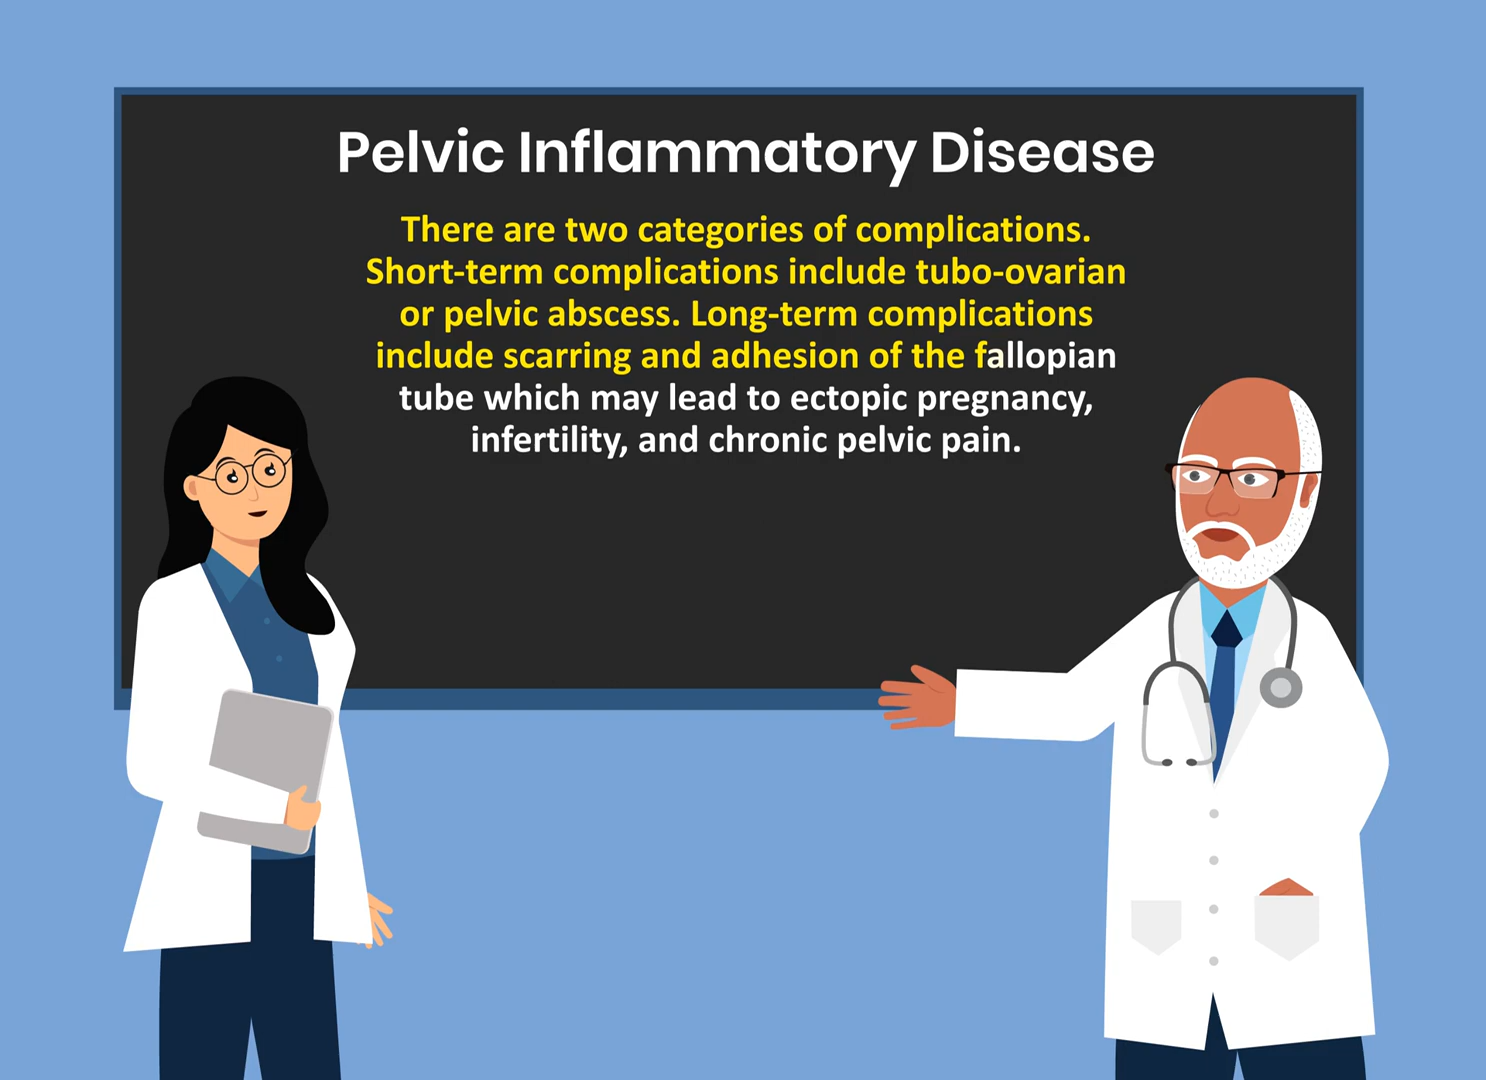 Pelvic Inflammatory Disease
There are two categories of complications.
Short-term complications include tubo-ovarian
or pelvic abscess. Long-term complications
include scarring and adhesion of the fallopian
tube which may lead to ectopic pregnancy,
infertility, and chronic pelvic pain.